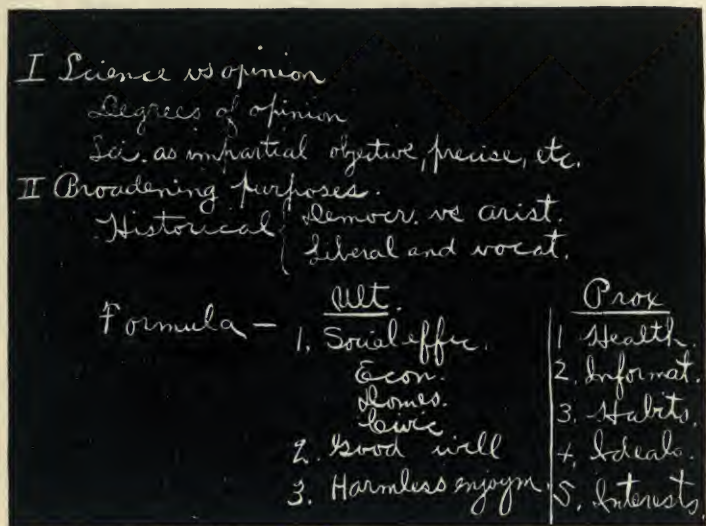 I Science vs opinion
Degrees of opinion
Sci. as impartial objective, precise, etc.
II Broadening purposes.
Historical { Democr. vs arist.
Liberal and vocat.
Formula —
Ult.
1. Social effic.
Econ.
Domes.
Civic
2. Good will
3. Harmless enjoym.
Prox
1 Health.
2. Informat.
3. Habits.
4. Ideals.
5. Interests